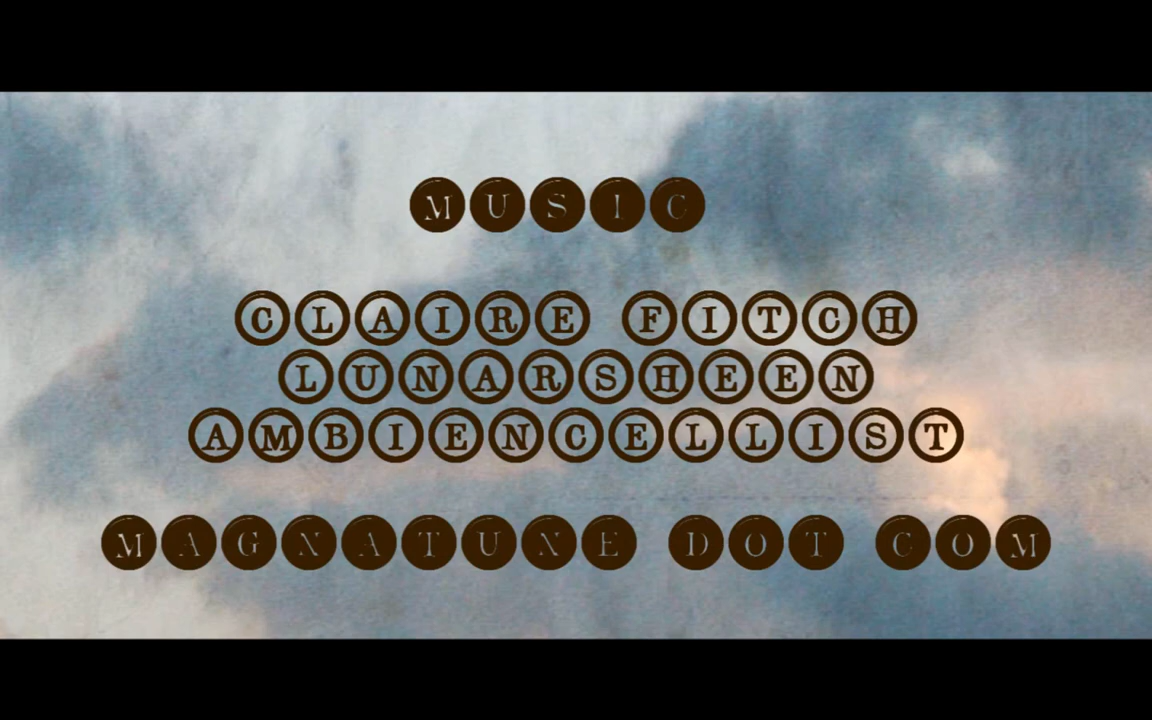 MUSIC
CLAIRE FITCH
LUNARSHEEN
AMBIENCELLIST
MAGNATUNE DOT COM